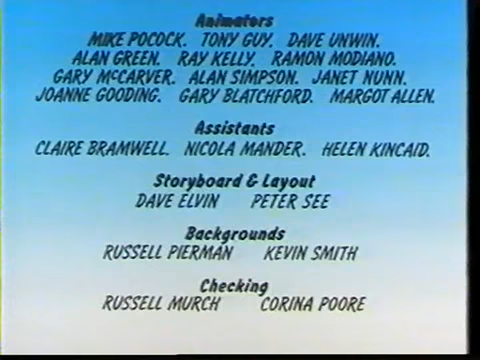 Animators
MIKE POCOCK. TONY GUY. DAVE UNWIN.
ALAN GREEN. RAY KELLY. RAMON MODIANO.
GARY McCARVER. ALAN SIMPSON. JANET NUNN.
JOANNE GOODING. GARY BLATCHFORD. MARGOT ALLEN.
Assistants
CLAIRE BRAMWELL. NICOLA MANDER. HELEN KINCAID.
Storyboard & Layout
DAVE ELVIN PETER SEE
Backgrounds
RUSSELL PIERMAN KEVIN SMITH
Checking
RUSSELL MURCH CORINA POORE